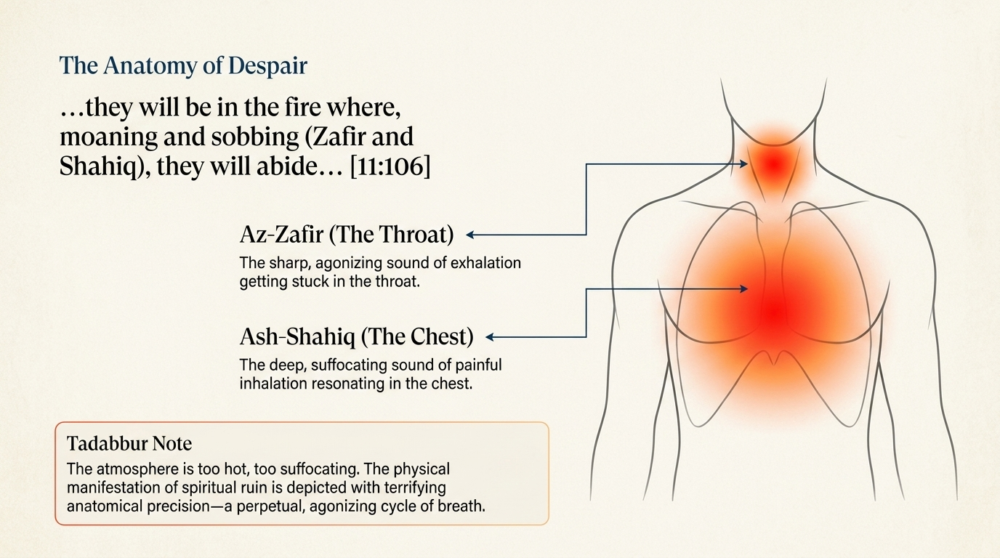 The Anatomy of Despair
…they will be in the fire where,
moaning and sobbing (Zafir and
Shahiq), they will abide… [11:106]
Az-Zafir (The Throat)
The sharp, agonizing sound of exhalation
getting stuck in the throat.
Ash-Shahiq (The Chest)
The deep, suffocating sound of painful
inhalation resonating in the chest.
Tadabbur Note
The atmosphere is too hot, too suffocating. The physical
manifestation of spiritual ruin is depicted with terrifying
anatomical precision—a perpetual, agonizing cycle of breath.